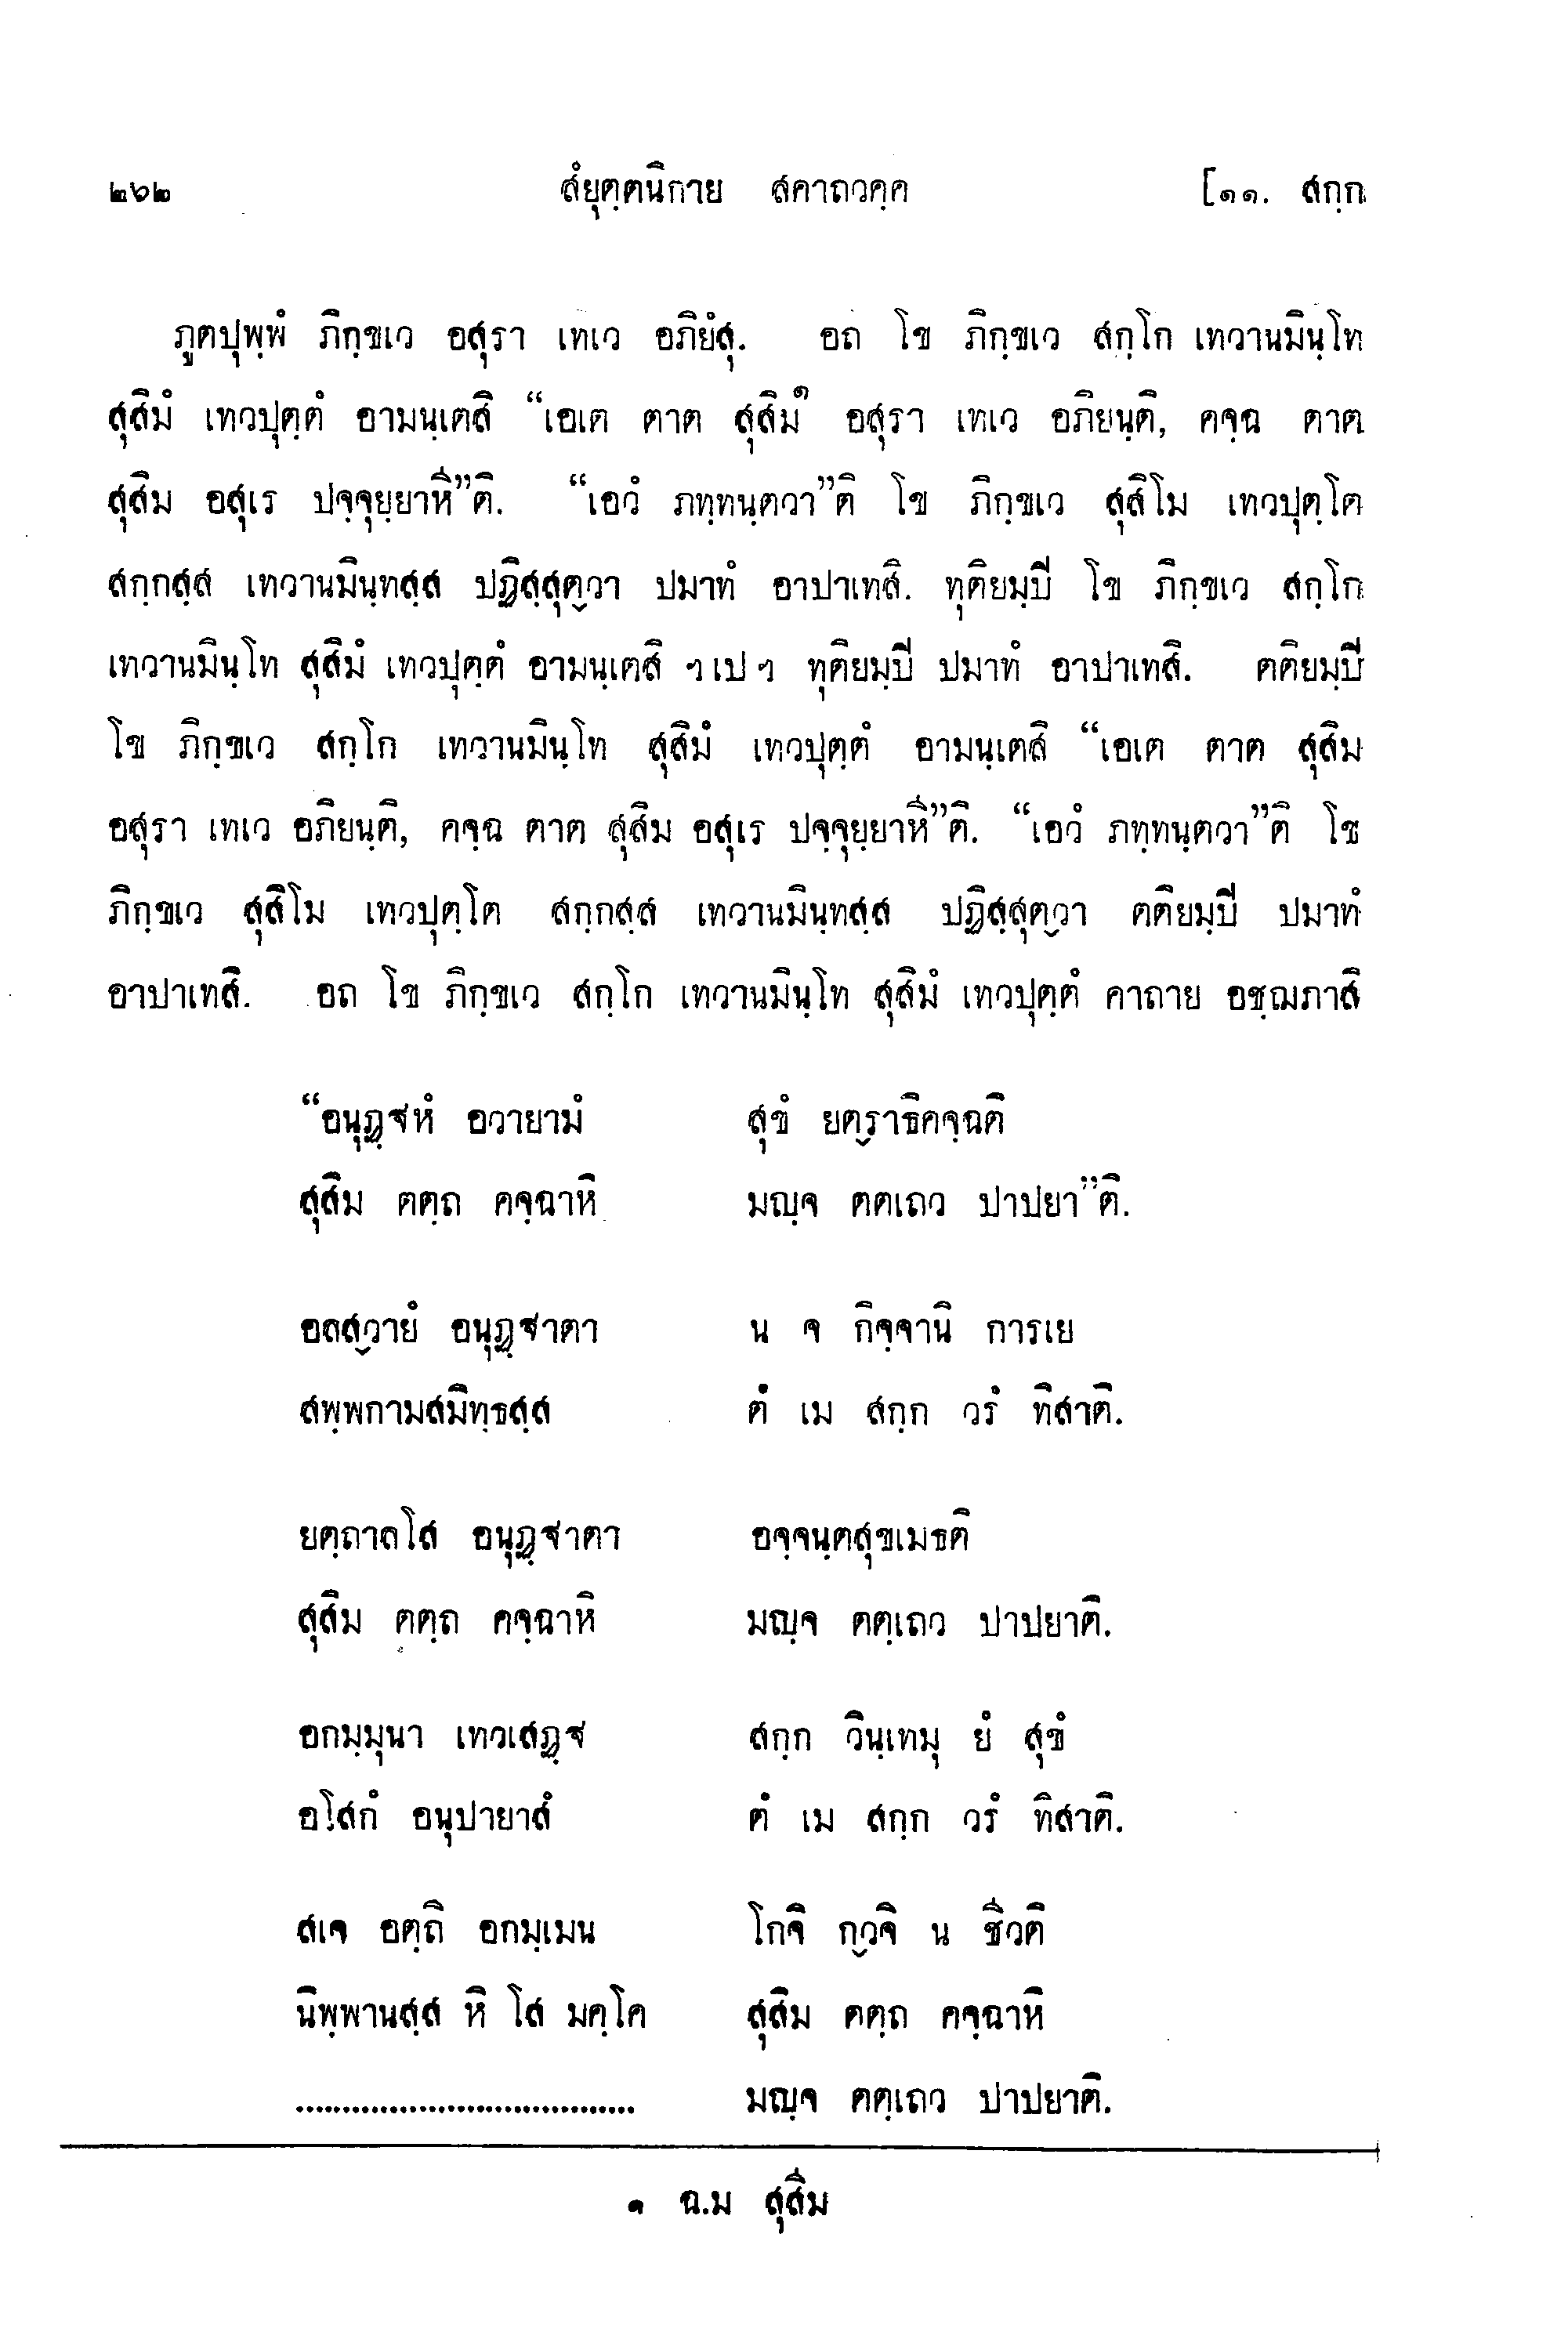 ๒๖๒ สํยุตฺตนิกาย สคาถวคฺค [๑๑. สกฺก
ภูตปุพฺพํ ภิกฺขเว อสุรา เทเว อภิยํสุ. อถ โข ภิกฺขเว สกฺโก เทวานมินฺโท
สุสิมํ เทวปุตฺตํ อามนฺเตสิ “เอเต ตาต สุสิมํ๑ อสุรา เทเว อภิยนฺติ, คจฺฉ ตาต
สุสิม อสุเร ปจฺจุยฺยาหี”ติ. “เอวํ ภทฺทนฺตวา”ติ โข ภิกฺขเว สุสิโม เทวปุตฺโต
สกฺกสฺส เทวานมินฺทสฺส ปฏิสฺสุตฺวา ปมาทํ อาปาเทสิ. ทุติยมฺปิ โข ภิกฺขเว สกฺโก
เทวานมินฺโท สุสิมํ เทวปุตฺตํ อามนฺเตสิ ฯเปฯ ทุติยมฺปิ ปมาทํ อาปาเทสิ. ตติยมฺปิ
โข ภิกฺขเว สกฺโก เทวานมินฺโท สุสิมํ เทวปุตฺตํ อามนฺเตสิ “เอเต ตาต สุสิม
อสุรา เทเว อภิยนฺติ, คจฺฉ ตาต สุสิม อสุเร ปจฺจุยฺยาหี”ติ. “เอวํ ภทฺทนฺตวา”ติ โข
ภิกฺขเว สุสิโม เทวปุตฺโต สกฺกสฺส เทวานมินฺทสฺส ปฏิสฺสุตฺวา ตติยมฺปิ ปมาทํ
อาปาเทสิ. อถ โข ภิกฺขเว สกฺโก เทวานมินฺโท สุสิมํ เทวปุตฺตํ คาถาย อชฺฌภาสิ
“อนุฏฺฐหํ อวายามํ สุขํ ยตฺราธิคจฺฉติ
สุสิม ตตฺถ คจฺฉาหิ มญฺจ ตตเถว ปาปยา”ติ.
อลสฺวายํ อนุฏฺฐาตา น จ กิจฺจานิ การเย
สพฺพกามสมิทฺธสฺส ตํ เม สกฺก วรํ ทิสาติ.
ยตฺถาลโส อนุฏฺฐาตา อจฺจนฺตสุขเมธติ
สุสิม ตตฺถ คจฺฉาหิ มญฺจ ตตฺเถว ปาปยาติ.
อกมฺมุนา เทวเสฏฺฐ สกฺก วินฺเทมุ ยํ สุขํ
อโสกํ อนุปายาสํ ตํ เม สกฺก วรํ ทิสาติ.
สเจ อตฺถิ อกมฺเมน โกจิ กฺวจิ น ชีวติ
นิพฺพานสฺส หิ โส มคฺโค สุสิม ตตฺถ คจฺฉาหิ
.................................... มญฺจ ตตฺเถว ปาปยาติ.
๑ ฉ.ม สุสีม